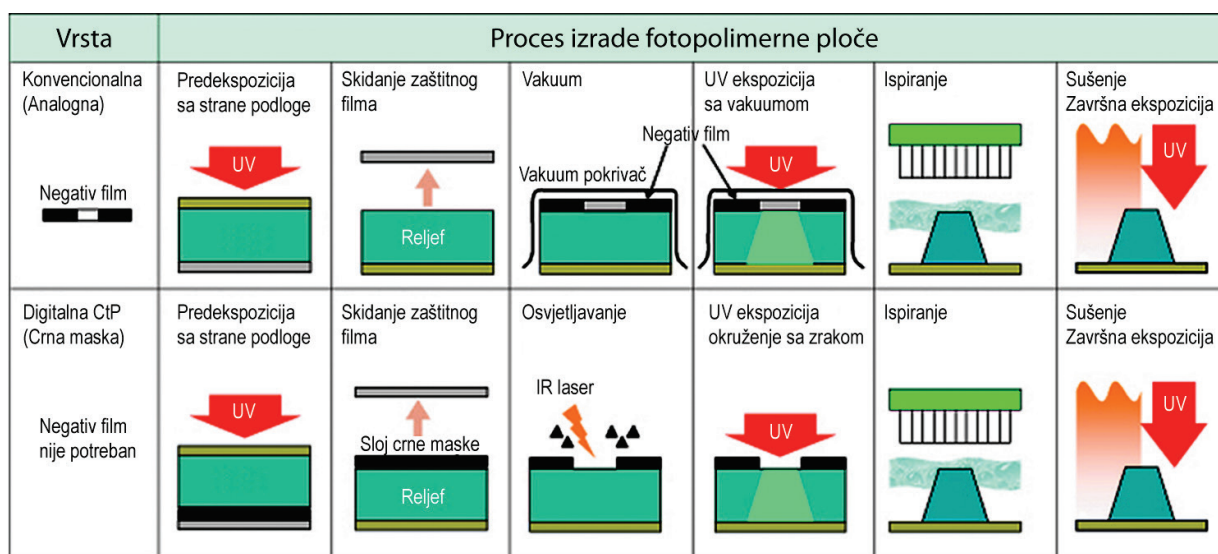 Vrsta
Proces izrade fotopolimerne ploče
Konvencionalna
(Analogna)
Negativ film
Predekspozicija
sa strane podloge
UV
Skidanje zaštitnog
filma
Reljef
Vakuum
Negativ film
Vakuum pokrivač
UV ekspozicija
sa vakuumom
UV
Ispiranje
Sušenje
Završna ekspozicija
UV
Digitalna CtP
(Crna maska)
Negativ film
nije potreban
Predekspozicija
sa strane podloge
UV
Skidanje zaštitnog
filma
Sloj crne maske
Reljef
Osvjetljavanje
IR laser
UV ekspozicija
okruženje sa zrakom
UV
Ispiranje
Sušenje
Završna ekspozicija
UV